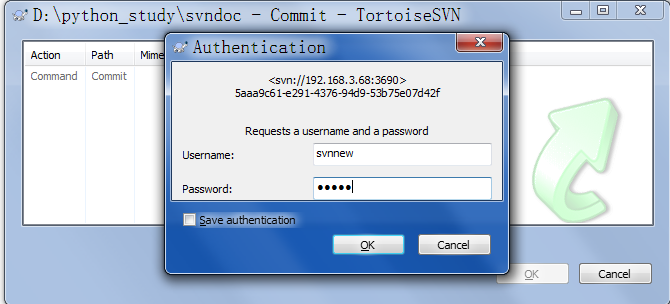 D:\python_study\svndoc - Commit - TortoiseSVN
Action Path Mime
Command Commit
Authentication
<svn://192.168.3.68:3690>
5aaa9c61-e291-4376-94d9-53b75e07d42f
Requests a username and a password
Username: svnnew
Password: •••••
Save authentication
OK Cancel
OK Cancel